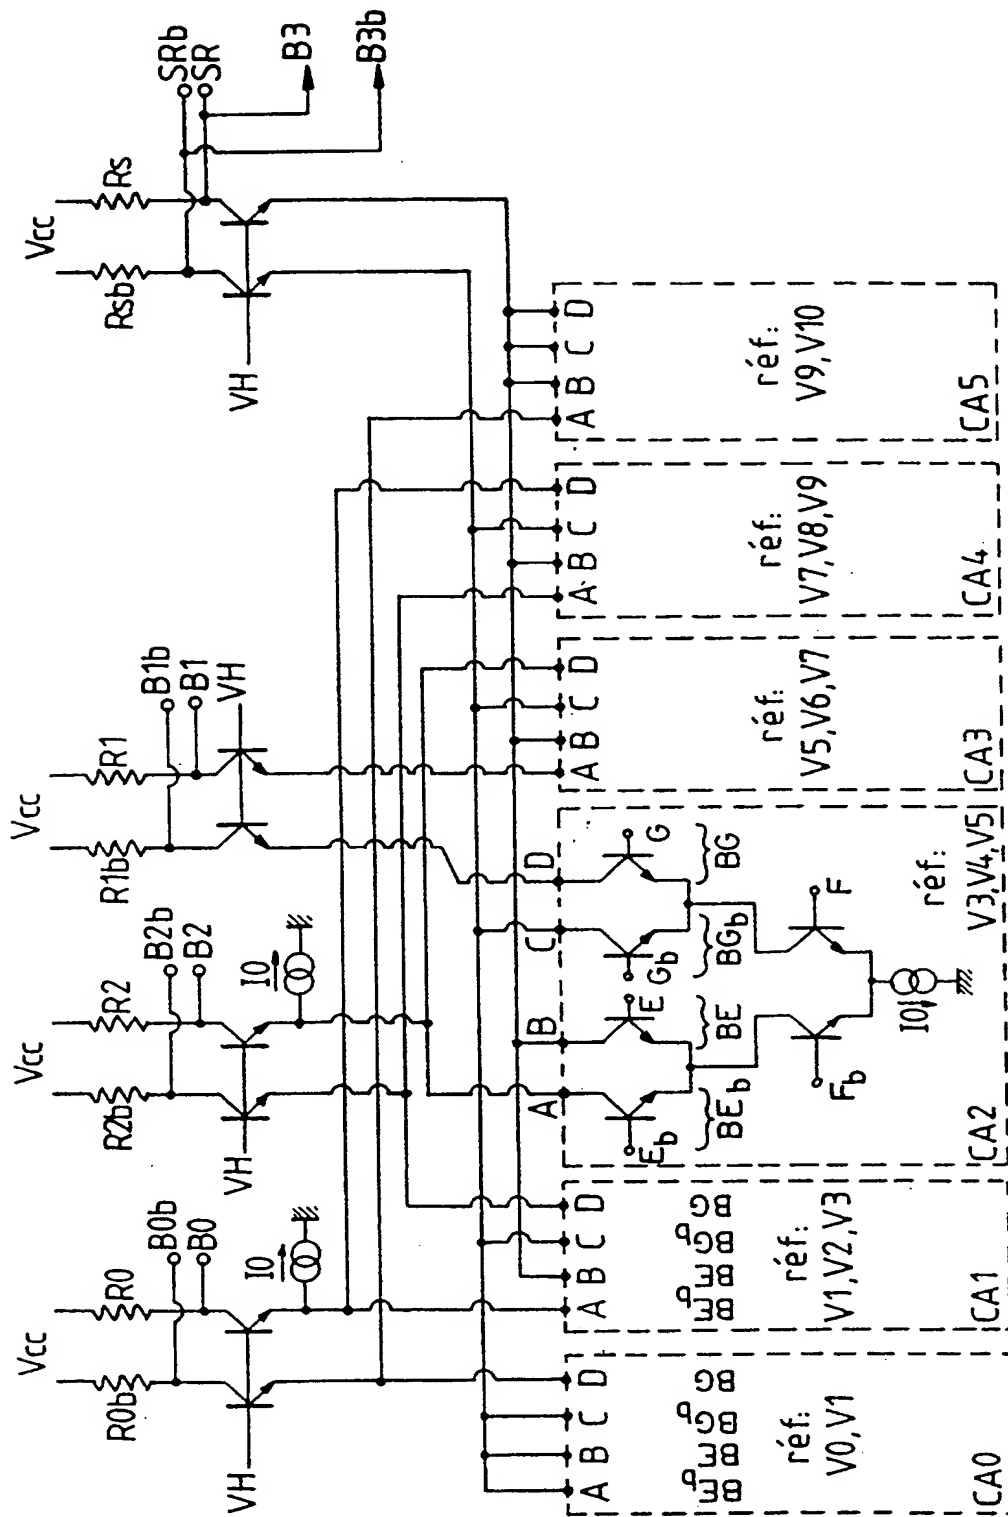 Vcc
R0b
R0
B0b
B0
VH
I0
Vcc
R2b
R2
B2b
B2
VH
I0
Vcc
R1b
R1
B1b
B1
VH
Vcc
Rsb
Rs
SRb
SR
B3
B3b
VH
A B C D
BEb BE BGb BG
réf:
V0,V1
CA0
A B C D
BEb BE BGb BG
réf:
V1,V2,V3
CA1
A B C D
Eb E Gb G
BEb BE BGb BG
Fb F
I0
réf:
V3,V4,V5
CA2
A B C D
réf:
V5,V6,V7
CA3
A B C D
réf:
V7,V8,V9
CA4
A B C D
réf:
V9,V10
CA5